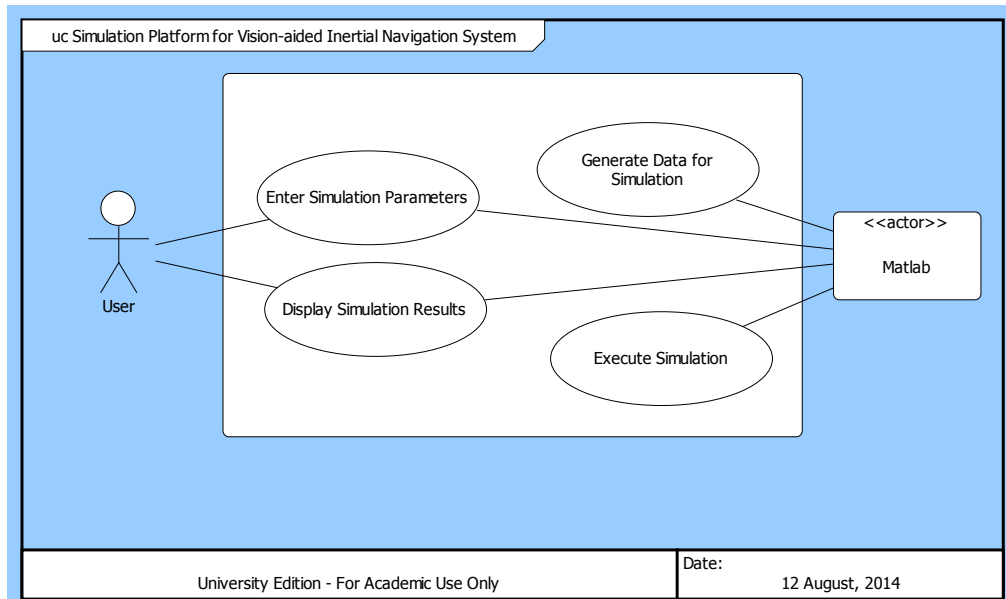 uc Simulation Platform for Vision-aided Inertial Navigation System
Generate Data for
Simulation
Enter Simulation Parameters
<<actor>>
Matlab
User
Display Simulation Results
Execute Simulation
University Edition - For Academic Use Only
Date:
12 August, 2014